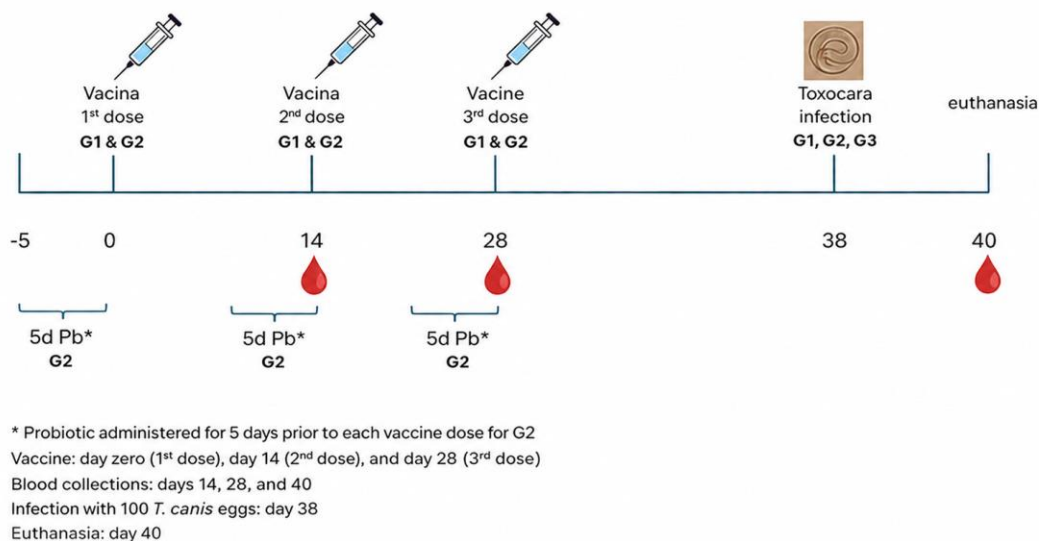 Vacina
1st dose
G1 & G2
Vacina
2nd dose
G1 & G2
Vacine
3rd dose
G1 & G2
Toxocara
infection
G1, G2, G3
euthanasia
-5 0 14 28 38 40
5d Pb*
G2
5d Pb*
G2
5d Pb*
G2
* Probiotic administered for 5 days prior to each vaccine dose for G2
Vaccine: day zero (1st dose), day 14 (2nd dose), and day 28 (3rd dose)
Blood collections: days 14, 28, and 40
Infection with 100 T. canis eggs: day 38
Euthanasia: day 40